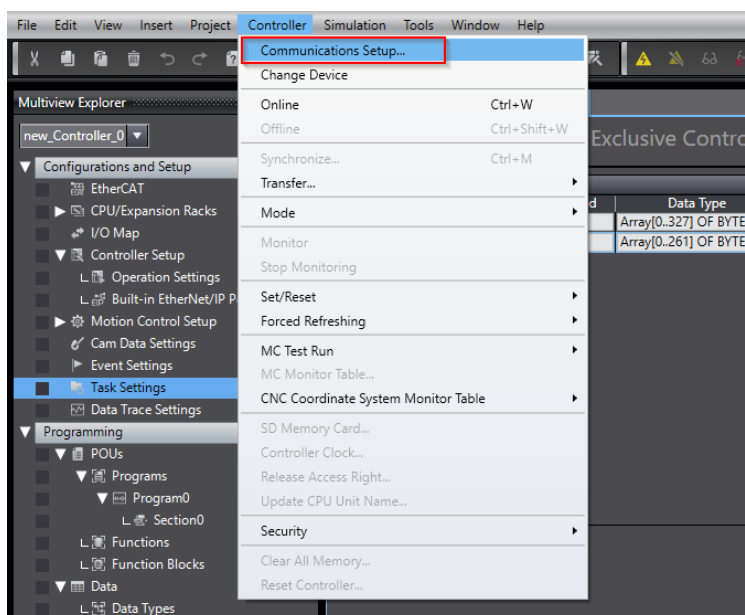 File Edit View Insert Project Controller Simulation Tools Window Help
Communications Setup...
Change Device
Online Ctrl+W
Offline Ctrl+Shift+W
Synchronize... Ctrl+M
Transfer...
Mode
Monitor
Stop Monitoring
Set/Reset
Forced Refreshing
MC Test Run
MC Monitor Table...
CNC Coordinate System Monitor Table
SD Memory Card...
Controller Clock...
Release Access Right...
Update CPU Unit Name...
Security
Clear All Memory...
Reset Controller...
Multiview Explorer
new_Controller_0
Configurations and Setup
EtherCAT
CPU/Expansion Racks
I/O Map
Controller Setup
Operation Settings
Built-in EtherNet/IP P
Motion Control Setup
Cam Data Settings
Event Settings
Task Settings
Data Trace Settings
Programming
POUs
Programs
Program0
Section0
Functions
Function Blocks
Data
Data Types
Exclusive Contro
d Data Type
Array[0..327] OF BYTE
Array[0..261] OF BYTE